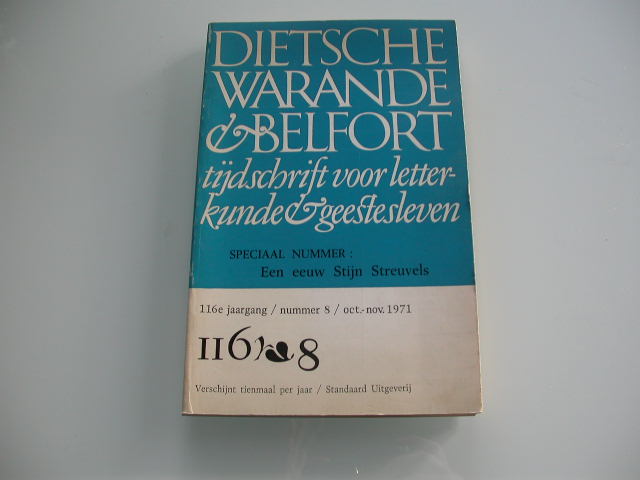 DIETSCHE
WARANDE
&BELFORT
tijdschrift voor letter-
kunde&geestesleven
SPECIAAL NUMMER :
Een eeuw Stijn Streuvels
116e jaargang / nummer 8 / oct.-nov. 1971
116 8
Verschijnt tienmaal per jaar / Standaard Uitgeverij